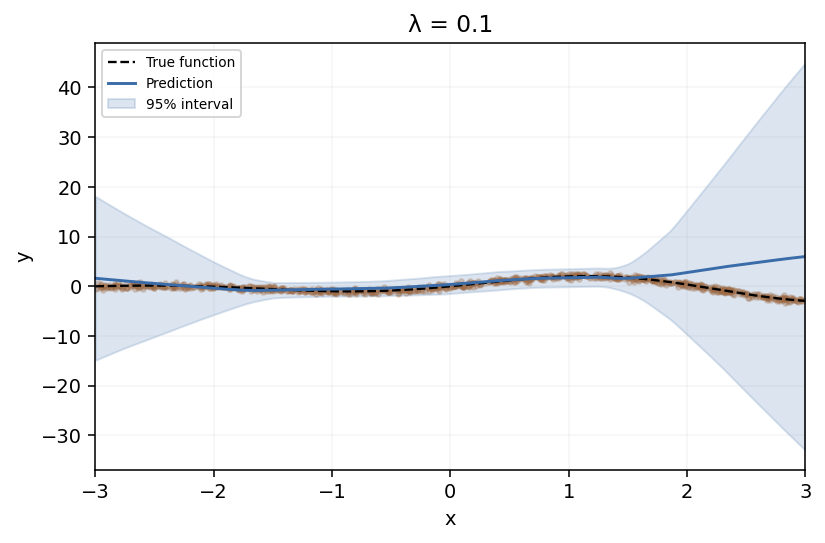 λ = 0.1
True function
Prediction
95% interval
y
40
30
20
10
0
−10
−20
−30
−3
−2
−1
0
1
2
3
x